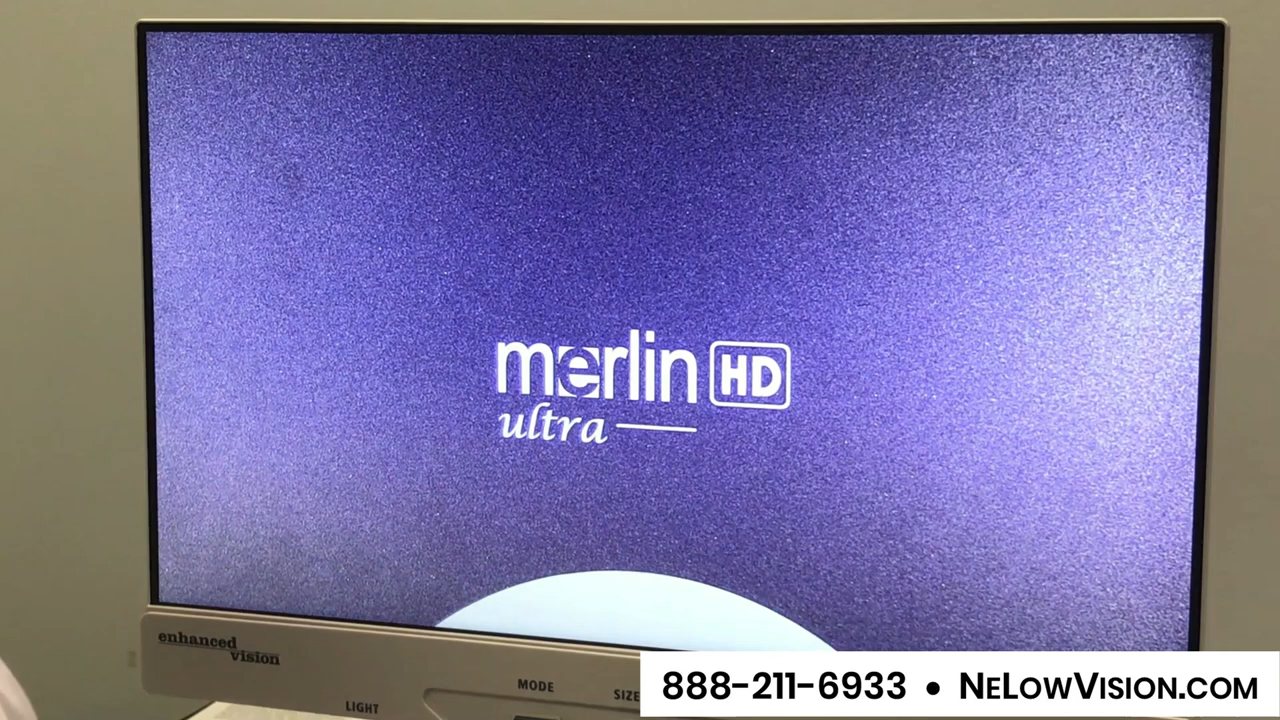 merlin HD
ultra
enhanced
vision
MODE
SIZE
LIGHT
888-211-6933 • NELOWVISION.COM